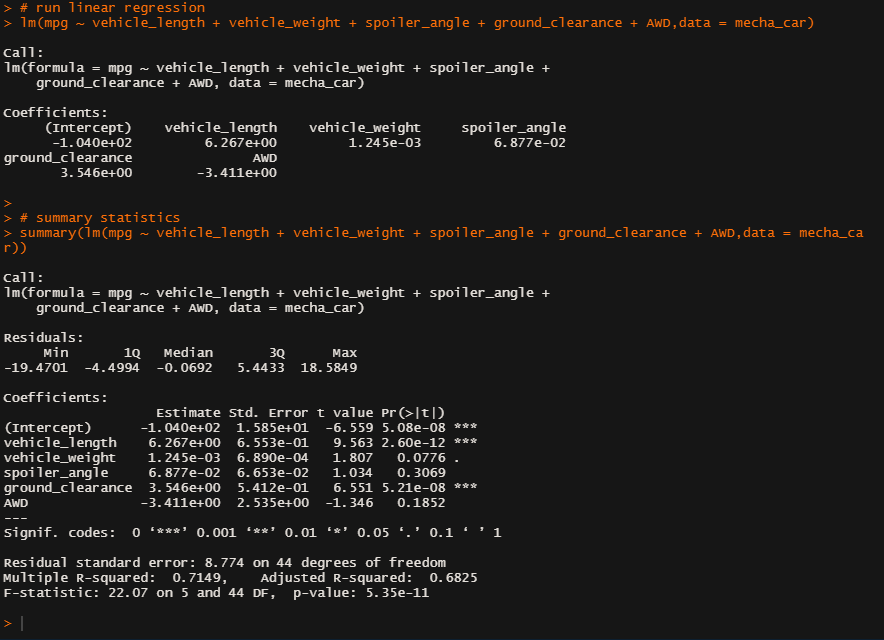 > # run linear regression
> lm(mpg ~ vehicle_length + vehicle_weight + spoiler_angle + ground_clearance + AWD,data = mecha_car)

Call:
lm(formula = mpg ~ vehicle_length + vehicle_weight + spoiler_angle +
    ground_clearance + AWD, data = mecha_car)

Coefficients:
     (Intercept)    vehicle_length    vehicle_weight     spoiler_angle
      -1.040e+02         6.267e+00         1.245e-03         6.877e-02
ground_clearance               AWD
       3.546e+00        -3.411e+00

>
> # summary statistics
> summary(lm(mpg ~ vehicle_length + vehicle_weight + spoiler_angle + ground_clearance + AWD,data = mecha_ca
r))

Call:
lm(formula = mpg ~ vehicle_length + vehicle_weight + spoiler_angle +
    ground_clearance + AWD, data = mecha_car)

Residuals:
     Min       1Q   Median       3Q      Max
-19.4701  -4.4994  -0.0692   5.4433  18.5849

Coefficients:
                   Estimate Std. Error t value Pr(>|t|)
(Intercept)      -1.040e+02  1.585e+01  -6.559 5.08e-08 ***
vehicle_length    6.267e+00  6.553e-01   9.563 2.60e-12 ***
vehicle_weight    1.245e-03  6.890e-04   1.807   0.0776 .
spoiler_angle     6.877e-02  6.653e-02   1.034   0.3069
ground_clearance  3.546e+00  5.412e-01   6.551 5.21e-08 ***
AWD              -3.411e+00  2.535e+00  -1.346   0.1852
---
Signif. codes:  0 ‘***’ 0.001 ‘**’ 0.01 ‘*’ 0.05 ‘.’ 0.1 ‘ ’ 1

Residual standard error: 8.774 on 44 degrees of freedom
Multiple R-squared:  0.7149,    Adjusted R-squared:  0.6825
F-statistic: 22.07 on 5 and 44 DF,  p-value: 5.35e-11

>